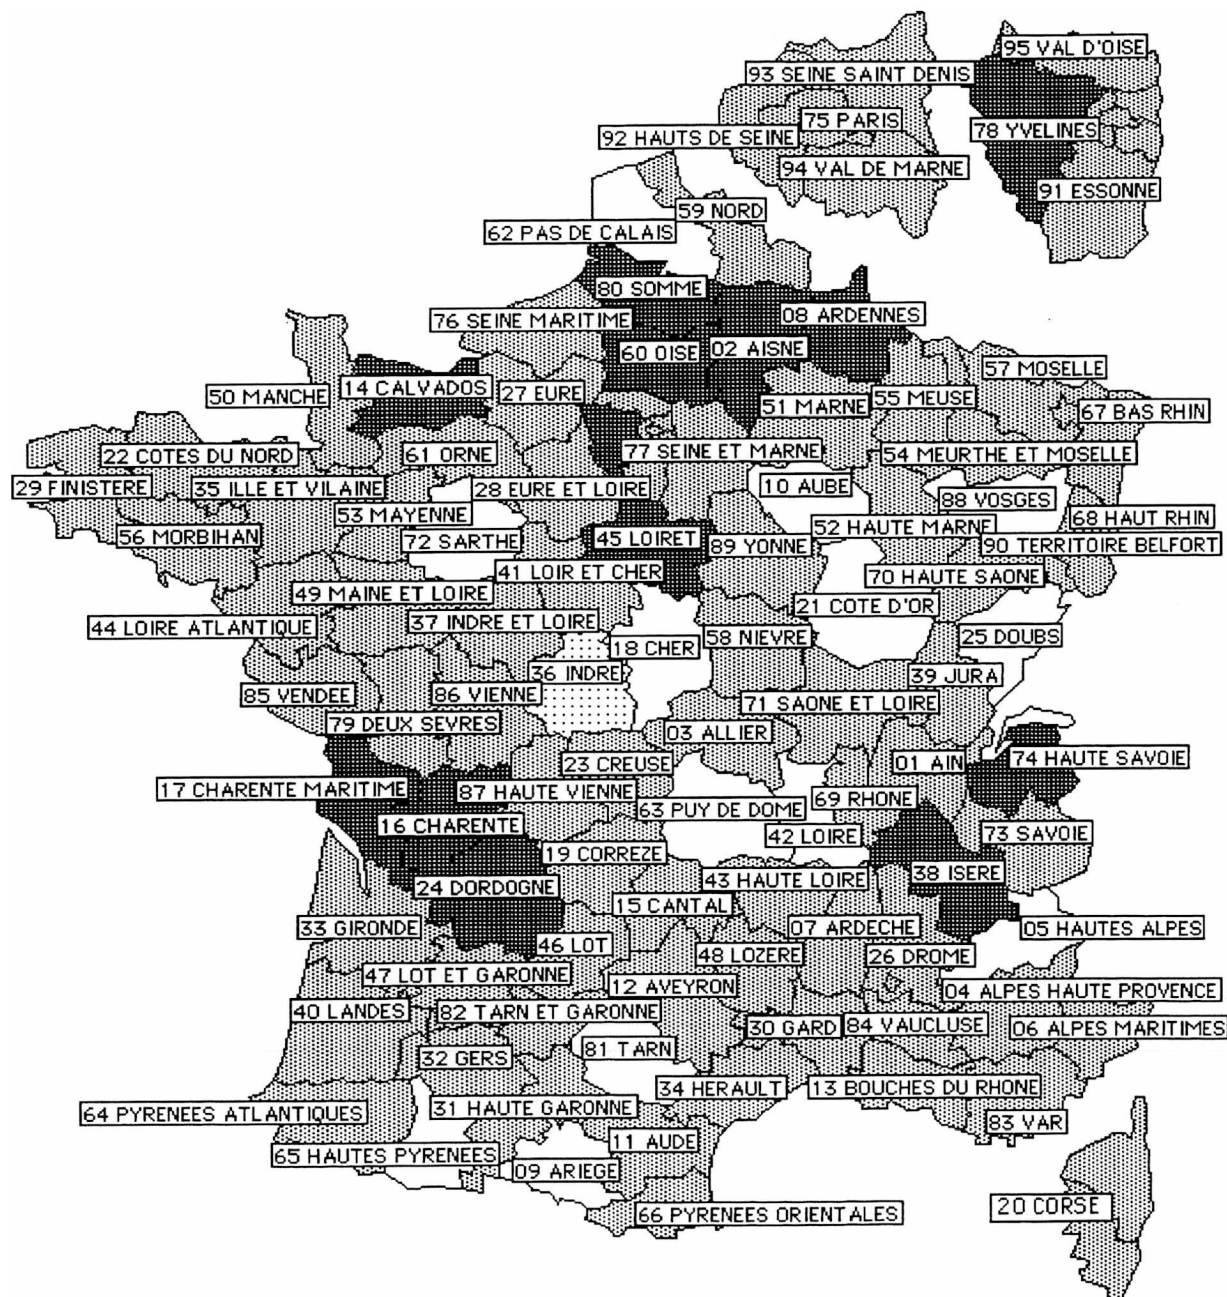 95 VAL D'OISE
93 SEINE SAINT DENIS
75 PARIS
78 YVELINES
92 HAUTS DE SEINE
94 VAL DE MARNE
91 ESSONNE
59 NORD
62 PAS DE CALAIS
80 SOMME
08 ARDENNES
76 SEINE MARITIME
60 OISE
02 AISNE
57 MOSELLE
14 CALVADOS
50 MANCHE
27 EURE
51 MARNE
55 MEUSE
67 BAS RHIN
22 COTES DU NORD
61 ORNE
77 SEINE ET MARNE
54 MEURTHE ET MOSELLE
29 FINISTERE
35 ILLE ET VILAINE
28 EURE ET LOIRE
10 AUBE
88 VOSGES
53 MAYENNE
52 HAUTE MARNE
68 HAUT RHIN
56 MORBIHAN
72 SARTHE
45 LOIRET
89 YONNE
90 TERRITOIRE BELFORT
41 LOIR ET CHER
70 HAUTE SAONE
49 MAINE ET LOIRE
21 COTE D'OR
44 LOIRE ATLANTIQUE
37 INDRE ET LOIRE
58 NIEVRE
25 DOUBS
18 CHER
36 INDRE
39 JURA
85 VENDEE
86 VIENNE
71 SAONE ET LOIRE
79 DEUX SEVRES
03 ALLIER
23 CREUSE
01 AIN
74 HAUTE SAVOIE
17 CHARENTE MARITIME
87 HAUTE VIENNE
69 RHONE
63 PUY DE DOME
16 CHARENTE
42 LOIRE
73 SAVOIE
19 CORREZE
38 ISERE
24 DORDOGNE
43 HAUTE LOIRE
15 CANTAL
33 GIRONDE
07 ARDECHE
05 HAUTES ALPES
46 LOT
48 LOZERE
26 DROME
47 LOT ET GARONNE
12 AVEYRON
04 ALPES HAUTE PROVENCE
40 LANDES
82 TARN ET GARONNE
30 GARD
84 VAUCLUSE
06 ALPES MARITIMES
32 GERS
81 TARN
34 HERAULT
13 BOUCHES DU RHONE
64 PYRENEES ATLANTIQUES
31 HAUTE GARONNE
83 VAR
11 AUDE
65 HAUTES PYRENEES
09 ARIEGE
20 CORSE
66 PYRENEES ORIENTALES